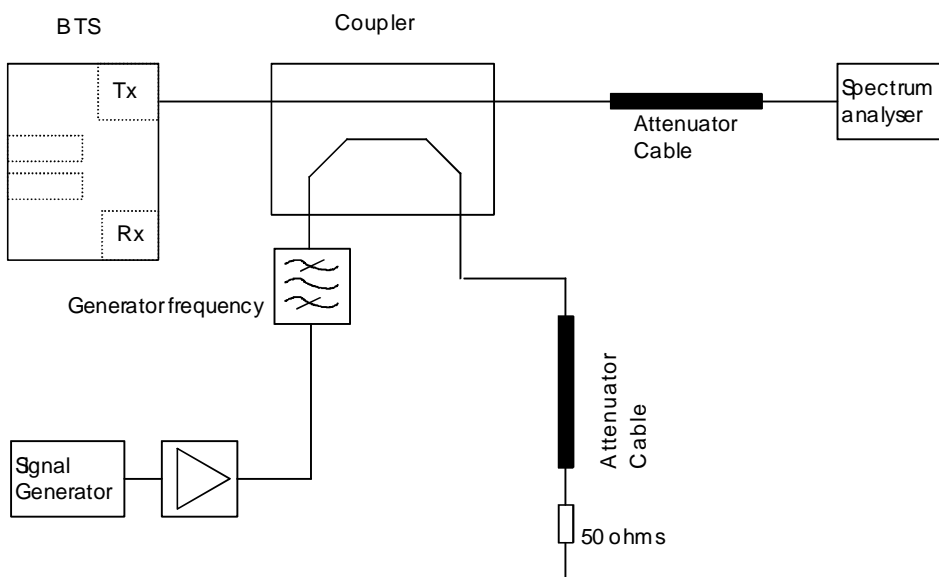 BTS
Coupler
Tx
Spectrum
analyser
Attenuator
Cable
Rx
Generator frequency
Attenuator
Cable
Signal
Generator
50 ohms